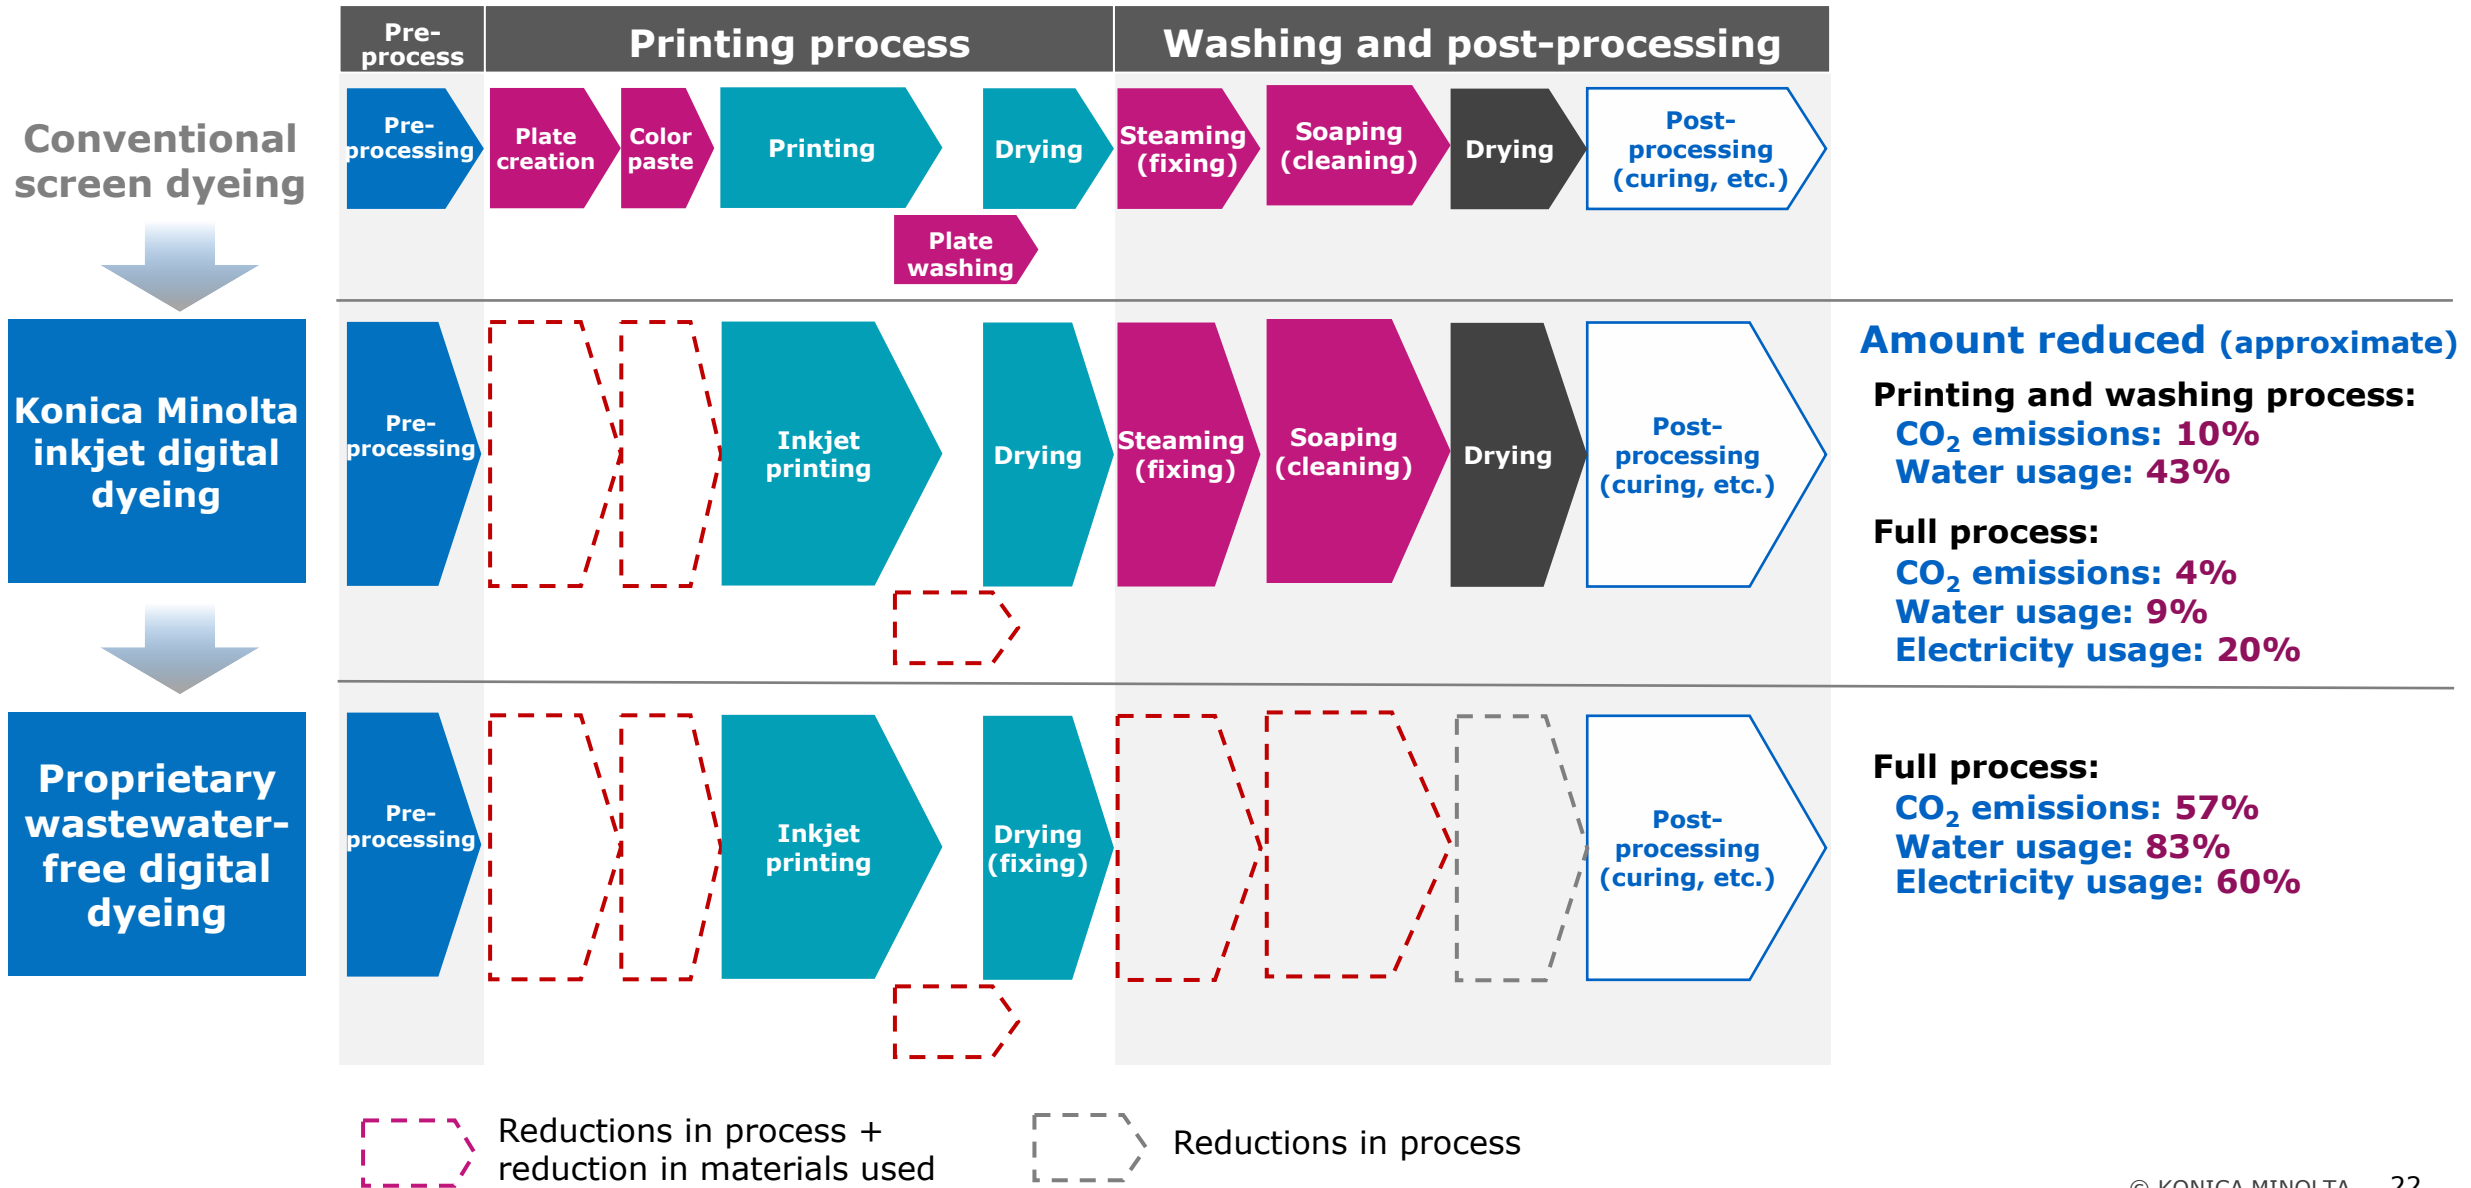 Pre-
process
Printing process
Washing and post-processing
Conventional
screen dyeing
Pre-
processing
Plate
creation
Color
paste
Printing
Plate
washing
Drying
Steaming
(fixing)
Soaping
(cleaning)
Drying
Post-
processing
(curing, etc.)
Konica Minolta
inkjet digital
dyeing
Pre-
processing
Inkjet
printing
Drying
Steaming
(fixing)
Soaping
(cleaning)
Drying
Post-
processing
(curing, etc.)
Amount reduced (approximate)
Printing and washing process:
CO₂ emissions: 10%
Water usage: 43%
Full process:
CO₂ emissions: 4%
Water usage: 9%
Electricity usage: 20%
Proprietary
wastewater-
free digital
dyeing
Pre-
processing
Inkjet
printing
Drying
(fixing)
Post-
processing
(curing, etc.)
Full process:
CO₂ emissions: 57%
Water usage: 83%
Electricity usage: 60%
Reductions in process +
reduction in materials used
Reductions in process
© KONICA MINOLTA 22